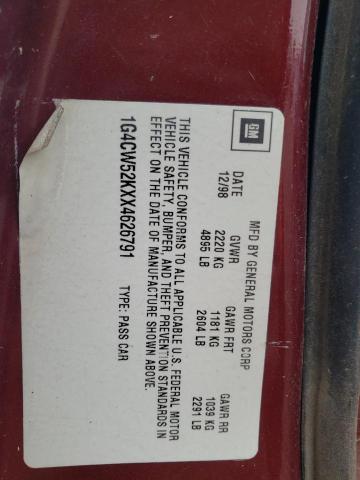 GM
MFD BY GENERAL MOTORS CORP
DATE GVWR GAWR FRT GAWR RR
12/98 2220 KG 1181 KG 1039 KG
4895 LB 2604 LB 2291 LB
THIS VEHICLE CONFORMS TO ALL APPLICABLE U.S. FEDERAL MOTOR
VEHICLE SAFETY, BUMPER, AND THEFT PREVENTION STANDARDS IN
EFFECT ON THE DATE OF MANUFACTURE SHOWN ABOVE.
1G4CW52KXX4626791 TYPE: PASS CAR